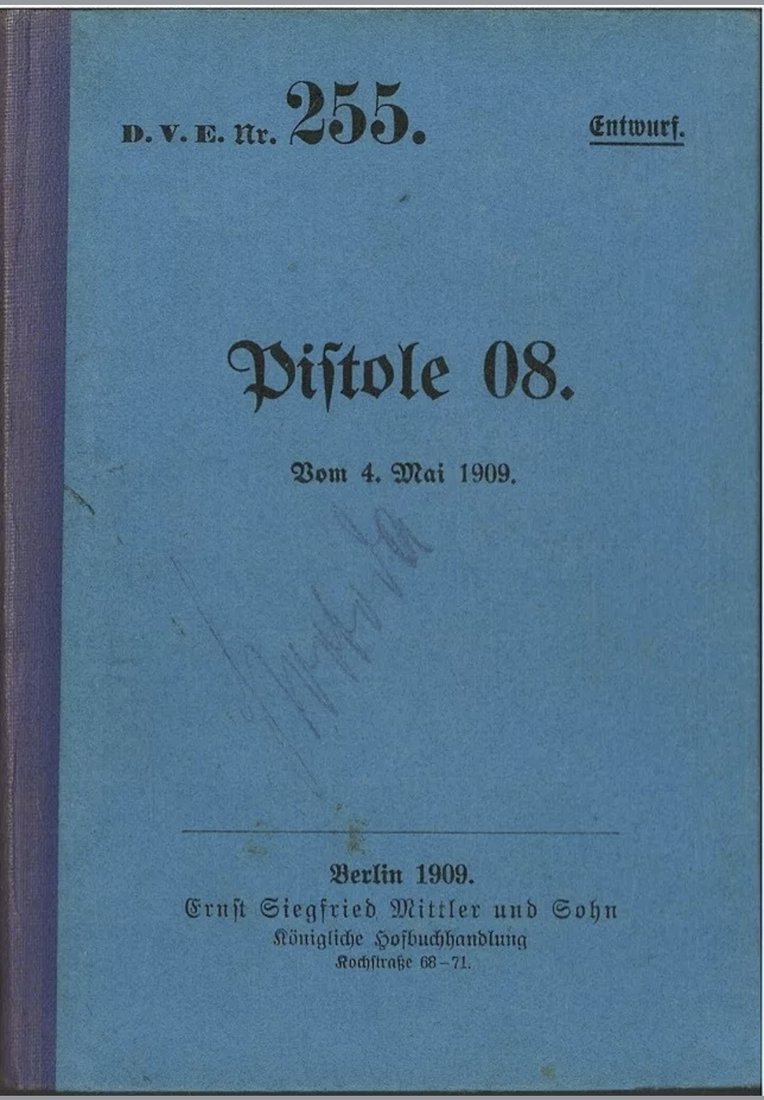 D. V. E. Nr. 255.
Entwurf.
Pistole 08.
Vom 4. Mai 1909.
Berlin 1909.
Ernst Siegfried Mittler und Sohn
Königliche Hofbuchhandlung
Kochstraße 68–71.